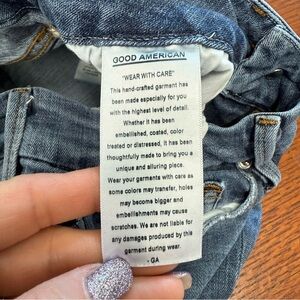 GOOD AMERICAN
"WEAR WITH CARE"
This hand-crafted garment has
been made especially for you
with the highest level of detail.
Whether it has been
embellished, coated, color
treated or distressed, it has been
thoughtfully made to bring you a
unique and alluring piece.
Wear your garments with care as
some colors may transfer, holes
may become bigger and
embellishments may cause
scratches. We are not liable for
any damages produced by this
garment during wear.
- GA